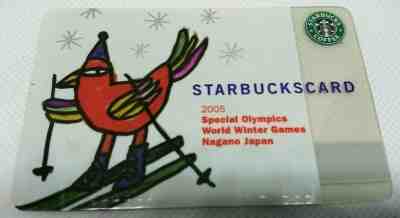 STARBUCKS
COFFEE
STARBUCKSCARD
2005
Special Olympics
World Winter Games
Nagano Japan